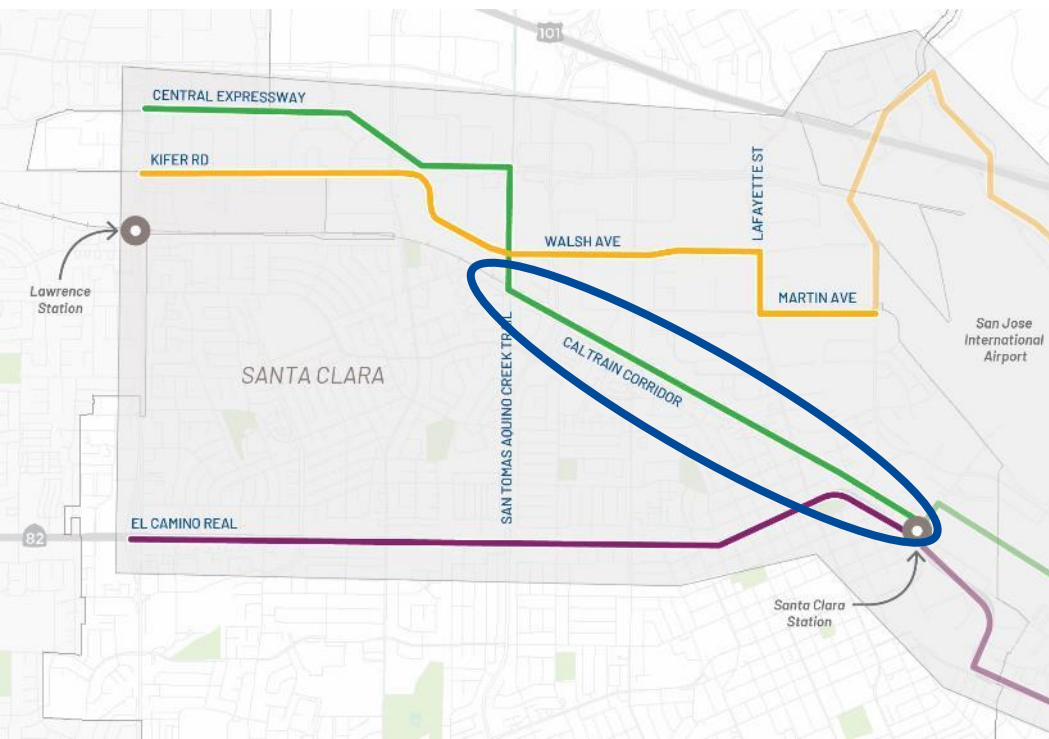 101
CENTRAL EXPRESSWAY
KIFER RD
LAFAYETTE ST
WALSH AVE
Lawrence
Station
MARTIN AVE
San Jose
International
Airport
SANTA CLARA
CALTRAIN CORRIDOR
SAN TOMAS AQUINO CREEK TRAIL
EL CAMINO REAL
82
Santa Clara
Station